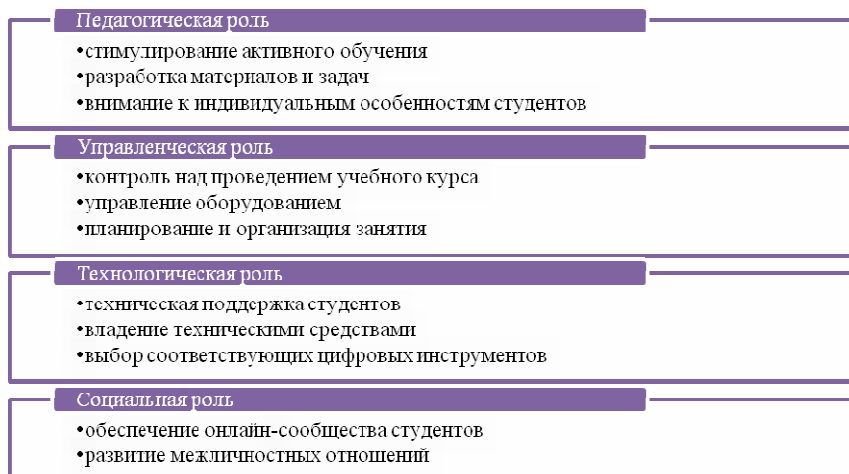 Педагогическая роль
•стимулирование активного обучения
•разработка материалов и задач
•внимание к индивидуальным особенностям студентов
Управленческая роль
•контроль над проведением учебного курса
•управление оборудованием
•планирование и организация занятия
Технологическая роль
•техническая поддержка студентов
•владение техническими средствами
•выбор соответствующих цифровых инструментов
Социальная роль
•обеспечение онлайн-сообщества студентов
•развитие межличностных отношений